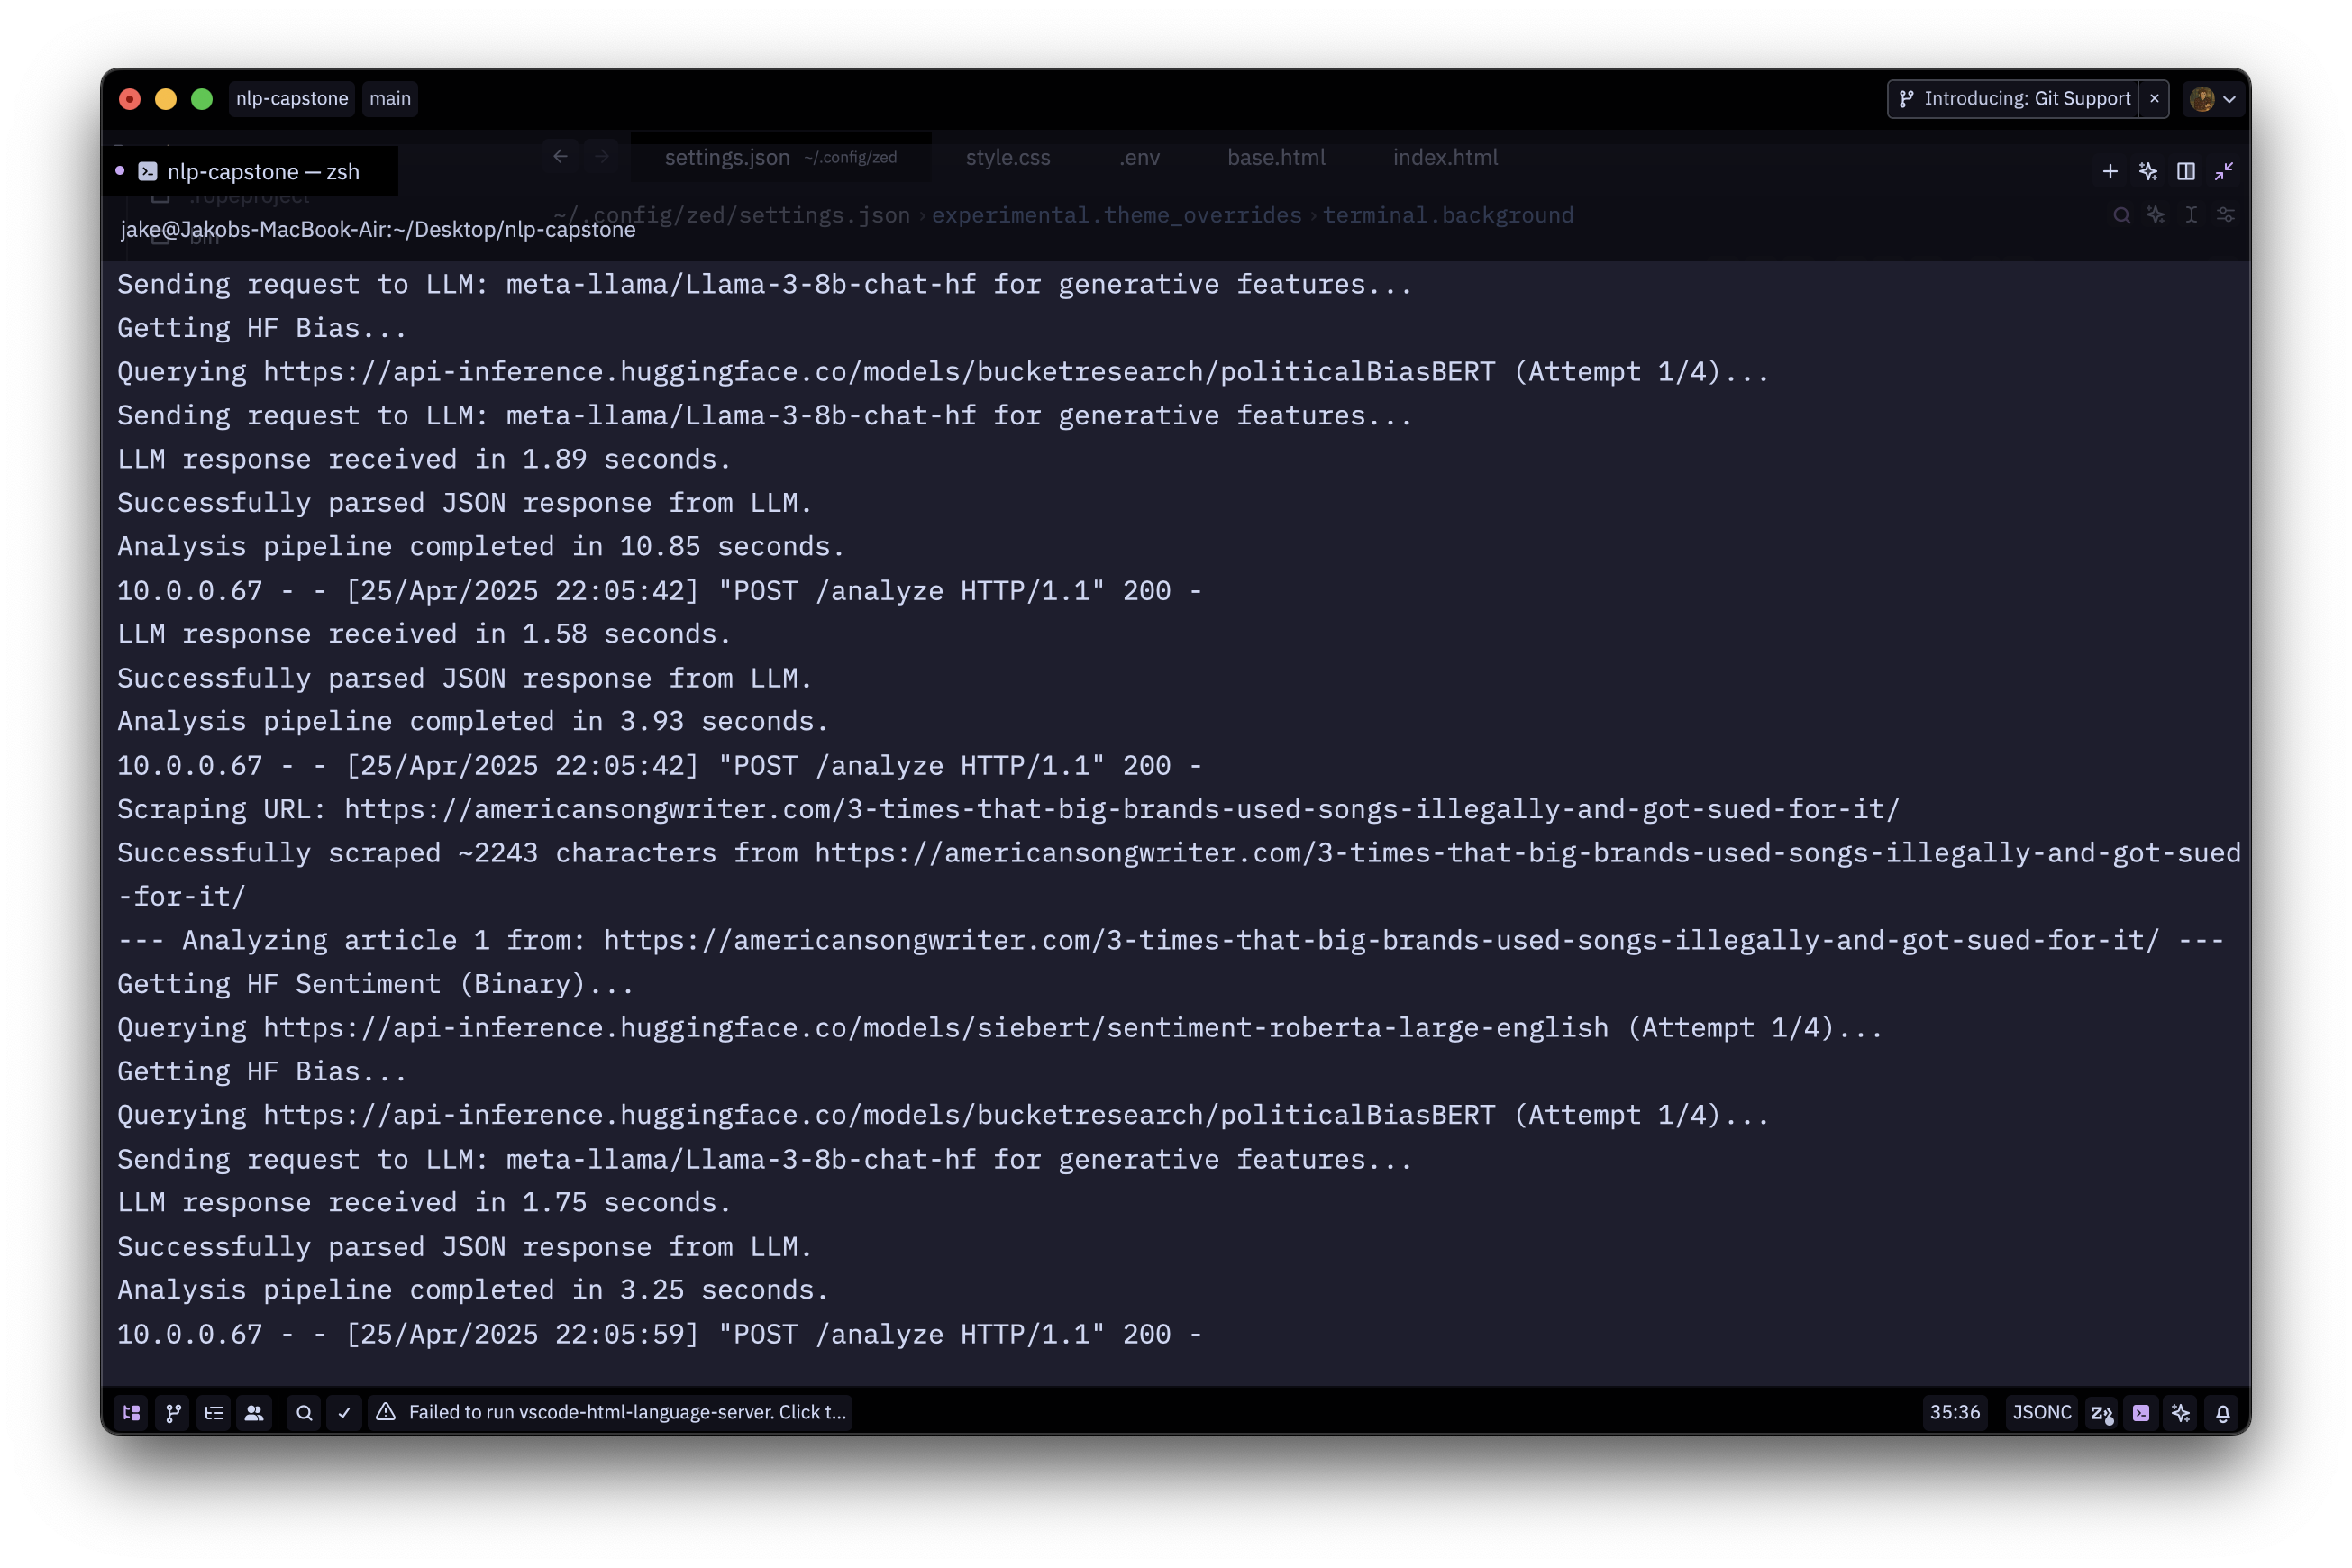 nlp-capstone main
Introducing: Git Support
settings.json ~/.config/zed style.css .env base.html index.html
nlp-capstone — zsh
.ropeproject
~/.config/zed/settings.json › experimental.theme_overrides › terminal.background
jake@Jakobs-MacBook-Air:~/Desktop/nlp-capstone
bin
Sending request to LLM: meta-llama/Llama-3-8b-chat-hf for generative features...
Getting HF Bias...
Querying https://api-inference.huggingface.co/models/bucketresearch/politicalBiasBERT (Attempt 1/4)...
Sending request to LLM: meta-llama/Llama-3-8b-chat-hf for generative features...
LLM response received in 1.89 seconds.
Successfully parsed JSON response from LLM.
Analysis pipeline completed in 10.85 seconds.
10.0.0.67 - - [25/Apr/2025 22:05:42] "POST /analyze HTTP/1.1" 200 -
LLM response received in 1.58 seconds.
Successfully parsed JSON response from LLM.
Analysis pipeline completed in 3.93 seconds.
10.0.0.67 - - [25/Apr/2025 22:05:42] "POST /analyze HTTP/1.1" 200 -
Scraping URL: https://americansongwriter.com/3-times-that-big-brands-used-songs-illegally-and-got-sued-for-it/
Successfully scraped ~2243 characters from https://americansongwriter.com/3-times-that-big-brands-used-songs-illegally-and-got-sued
-for-it/
--- Analyzing article 1 from: https://americansongwriter.com/3-times-that-big-brands-used-songs-illegally-and-got-sued-for-it/ ---
Getting HF Sentiment (Binary)...
Querying https://api-inference.huggingface.co/models/siebert/sentiment-roberta-large-english (Attempt 1/4)...
Getting HF Bias...
Querying https://api-inference.huggingface.co/models/bucketresearch/politicalBiasBERT (Attempt 1/4)...
Sending request to LLM: meta-llama/Llama-3-8b-chat-hf for generative features...
LLM response received in 1.75 seconds.
Successfully parsed JSON response from LLM.
Analysis pipeline completed in 3.25 seconds.
10.0.0.67 - - [25/Apr/2025 22:05:59] "POST /analyze HTTP/1.1" 200 -
Failed to run vscode-html-language-server. Click t...
35:36 JSONC